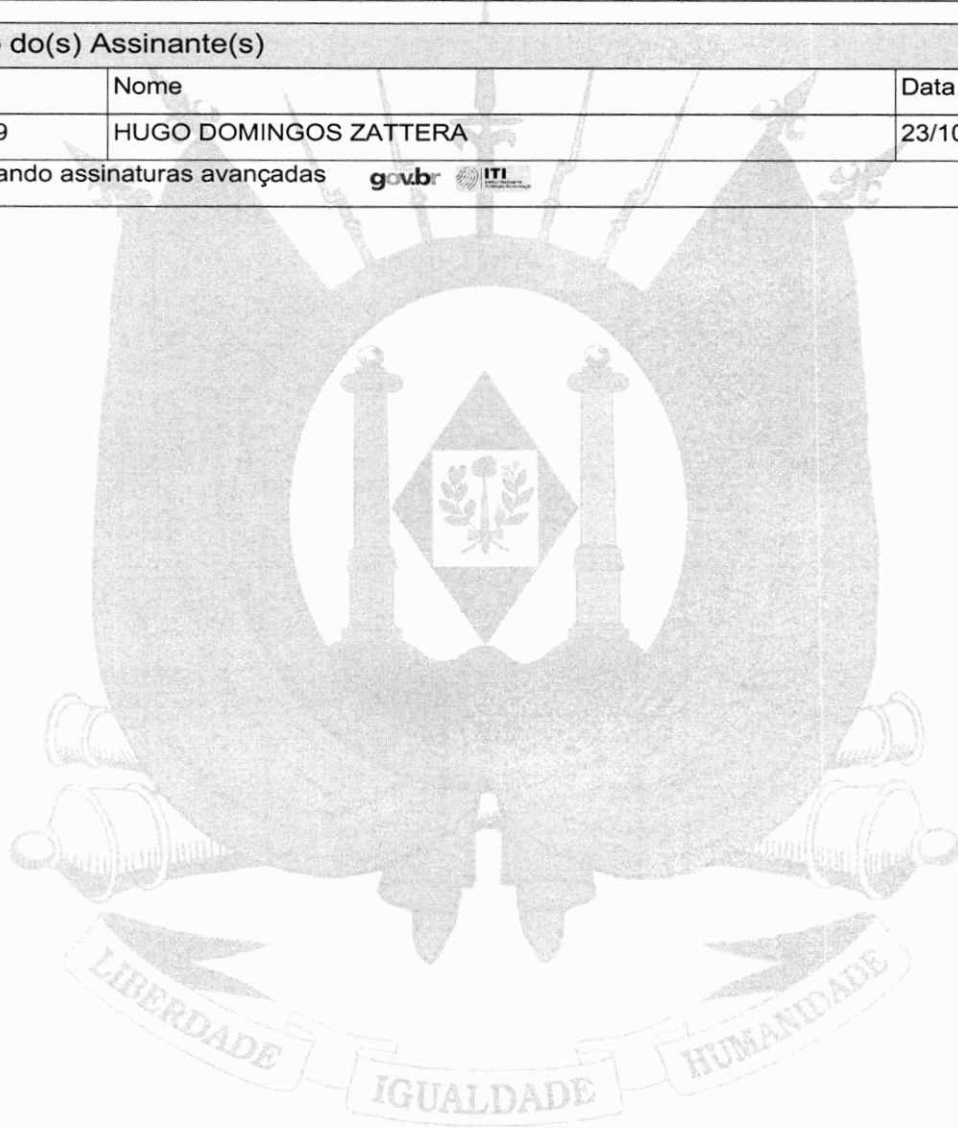 do(s) Assinante(s)
Nome Data
9 HUGO DOMINGOS ZATTERA 23/10
ando assinaturas avançadas gov.br ITI
LIBERDADE IGUALDADE HUMANIDADE